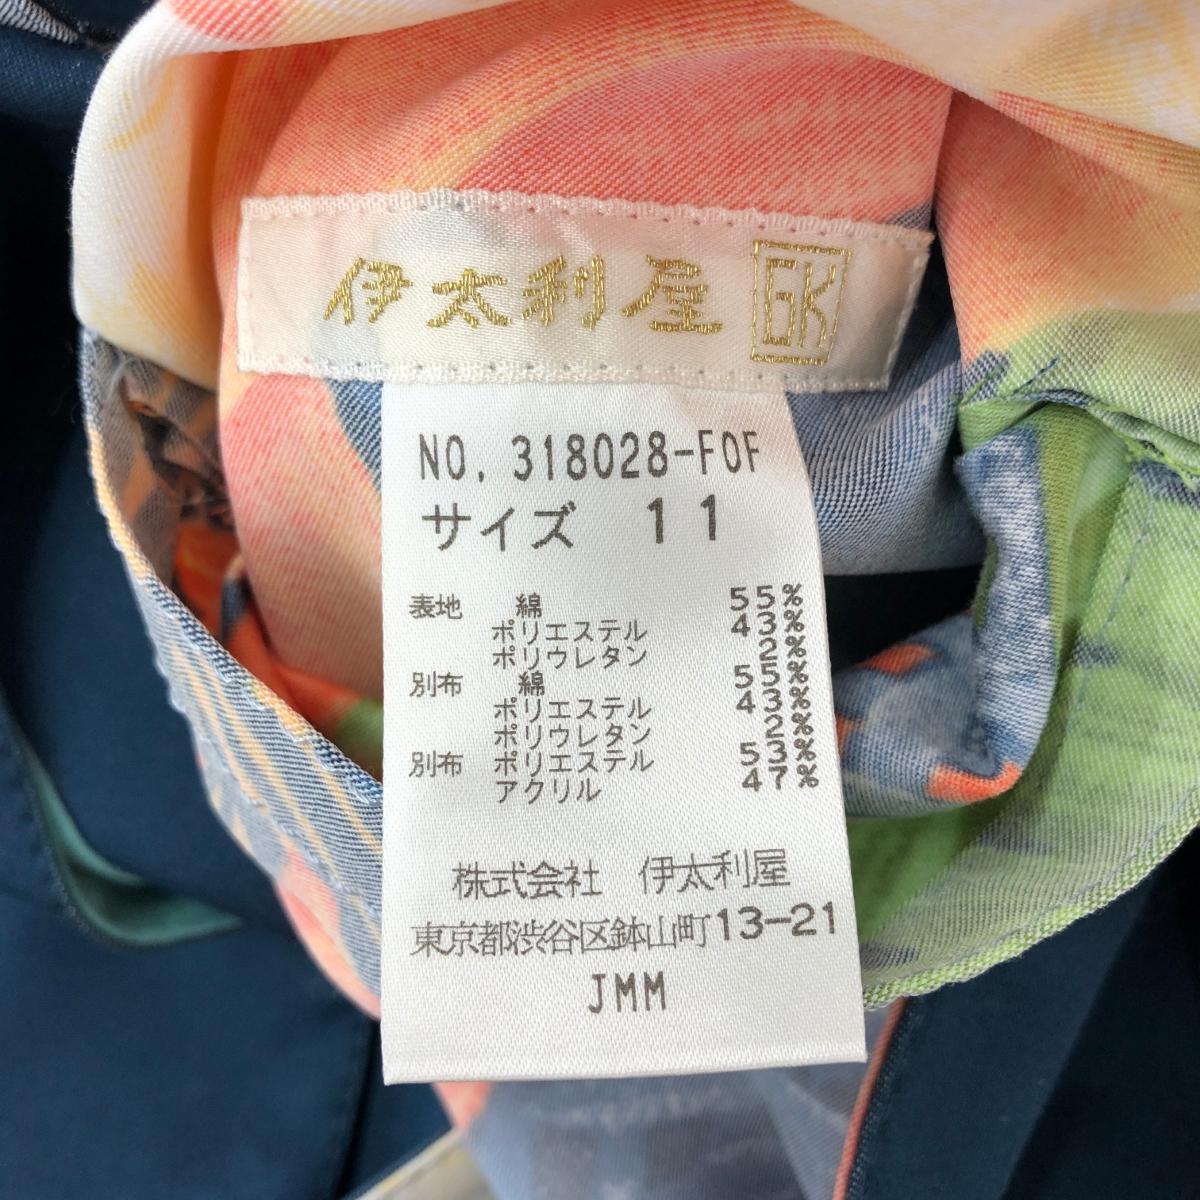 伊太利屋 GK
NO. 318028-F0F
サイズ 11
表地 綿 55%
ポリエステル 43%
ポリウレタン 2%
別布 綿 55%
ポリエステル 43%
ポリウレタン 2%
別布 ポリエステル 53%
アクリル 47%
株式会社 伊太利屋
東京都渋谷区鉢山町13-21
JMM